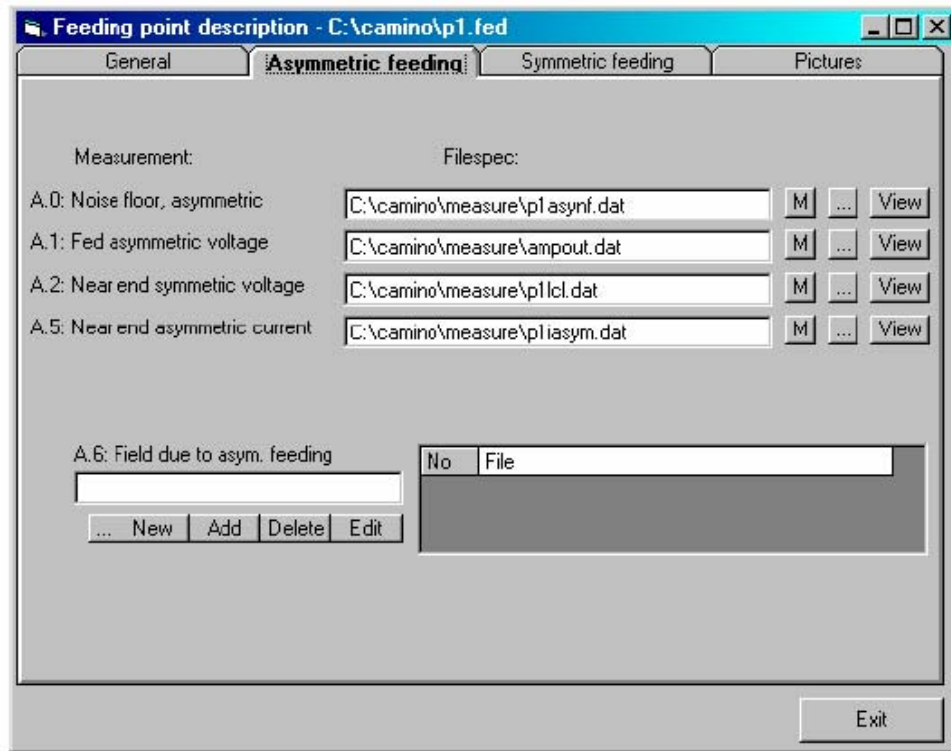 Feeding point description - C:\camino\p1.fed
General Asymmetric feeding Symmetric feeding Pictures
Measurement: Filespec:
A.0: Noise floor, asymmetric C:\camino\measure\p1asynf.dat M ... View
A.1: Fed asymmetric voltage C:\camino\measure\ampout.dat M ... View
A.2: Near end symmetric voltage C:\camino\measure\p1lcl.dat M ... View
A.5: Near end asymmetric current C:\camino\measure\p1iasym.dat M ... View
A.6: Field due to asym. feeding
No File
... New Add Delete Edit
Exit